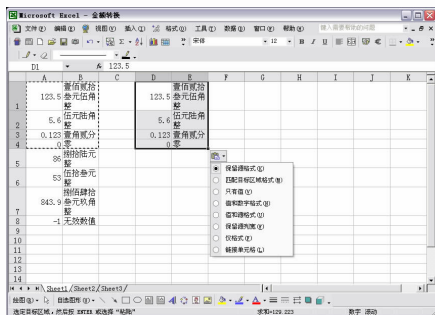 Microsoft Excel - 金额转换
文件(F) 编辑(E) 视图(V) 插入(I) 格式(O) 工具(T) 数据(D) 窗口(W) 帮助(H)
宋体 12 B I U
D1 fx 123.5
A B C D E F G H I J K
1 123.5 壹佰贰拾叁元伍角整 123.5 壹佰贰拾叁元伍角整
2 5.6 伍元陆角整 5.6 伍元陆角整
3 0.123 壹角贰分 0.123 壹角贰分
4 0 零 0 零
5 86 捌拾陆元整
6 53 伍拾叁元整
7 843.9 捌佰肆拾叁元玖角整
8 -1 无效数值
9
10
11
12
13
14
保留源格式(K)
匹配目标区域格式(M)
只有值(V)
值和数字格式(N)
值和源格式(U)
保留源列宽(W)
仅格式(F)
链接单元格(L)
Sheet1 / Sheet2 / Sheet3
绘图(R) 自选图形(U)
选定目标区域，然后按 ENTER 或选择“粘贴” 求和=129.223 数字 滚动